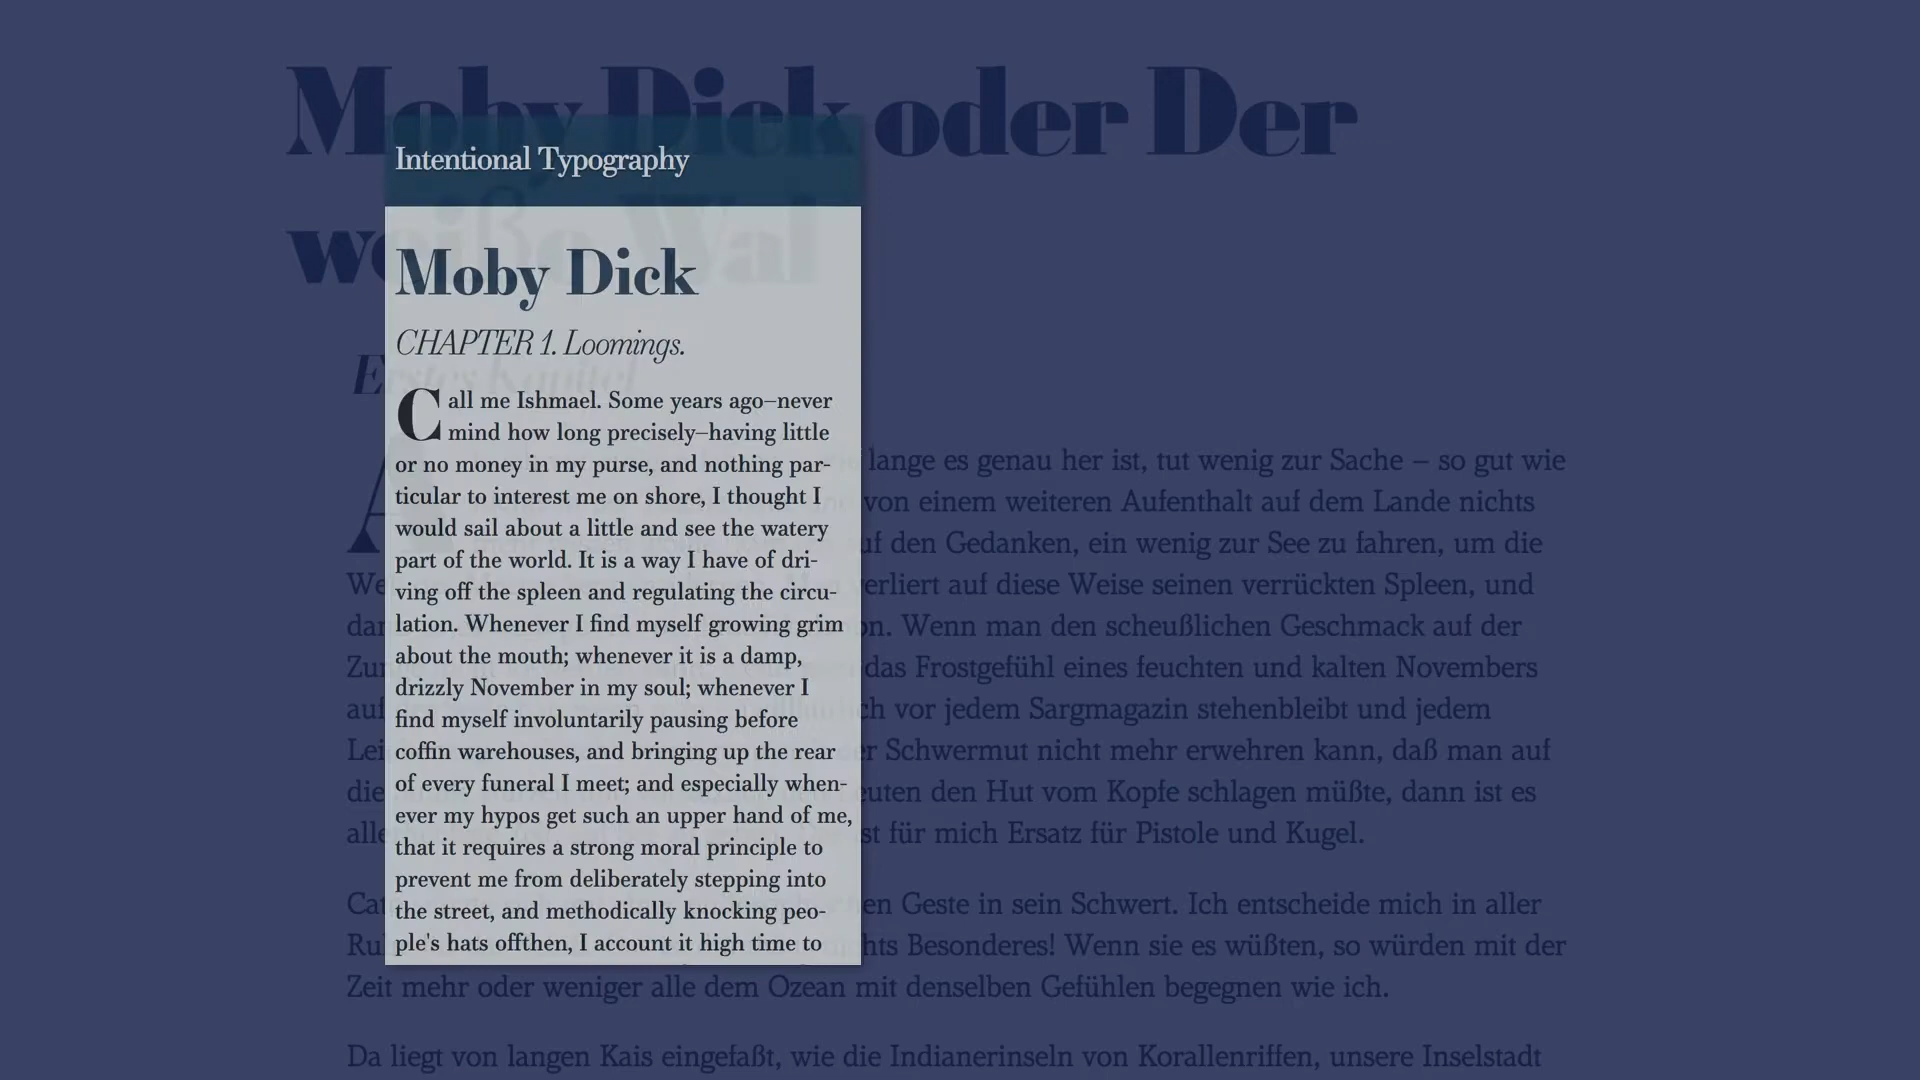 Moby Dick oder Der
weiße Wal
Erstes Kapitel
Intentional Typography
Moby Dick
CHAPTER 1. Loomings.
Call me Ishmael. Some years ago–never
mind how long precisely–having little
or no money in my purse, and nothing par-
ticular to interest me on shore, I thought I
would sail about a little and see the watery
part of the world. It is a way I have of dri-
ving off the spleen and regulating the circu-
lation. Whenever I find myself growing grim
about the mouth; whenever it is a damp,
drizzly November in my soul; whenever I
find myself involuntarily pausing before
coffin warehouses, and bringing up the rear
of every funeral I meet; and especially when-
ever my hypos get such an upper hand of me,
that it requires a strong moral principle to
prevent me from deliberately stepping into
the street, and methodically knocking peo-
ple's hats offthen, I account it high time to
lange es genau her ist, tut wenig zur Sache – so gut wie
von einem weiteren Aufenthalt auf dem Lande nichts
auf den Gedanken, ein wenig zur See zu fahren, um die
verliert auf diese Weise seinen verrückten Spleen, und
Wenn man den scheußlichen Geschmack auf der
das Frostgefühl eines feuchten und kalten Novembers
vor jedem Sargmagazin stehenbleibt und jedem
der Schwermut nicht mehr erwehren kann, daß man auf
die den Hut vom Kopfe schlagen müßte, dann ist es
ist für mich Ersatz für Pistole und Kugel.
Geste in sein Schwert. Ich entscheide mich in aller
nichts Besonderes! Wenn sie es wüßten, so würden mit der
Zeit mehr oder weniger alle dem Ozean mit denselben Gefühlen begegnen wie ich.
Da liegt von langen Kais eingefaßt, wie die Indianerinseln von Korallenriffen, unsere Inselstadt